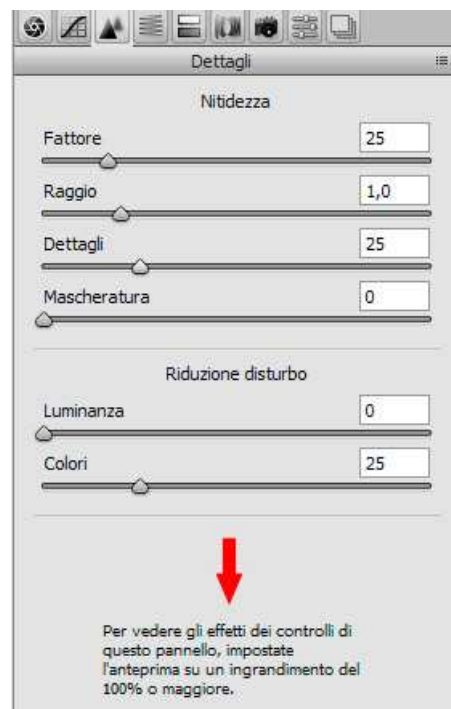 Dettagli
Nitidezza
Fattore 25
Raggio 1,0
Dettagli 25
Mascheratura 0
Riduzione disturbo
Luminanza 0
Colori 25
Per vedere gli effetti dei controlli di
questo pannello, impostate
l'anteprima su un ingrandimento del
100% o maggiore.